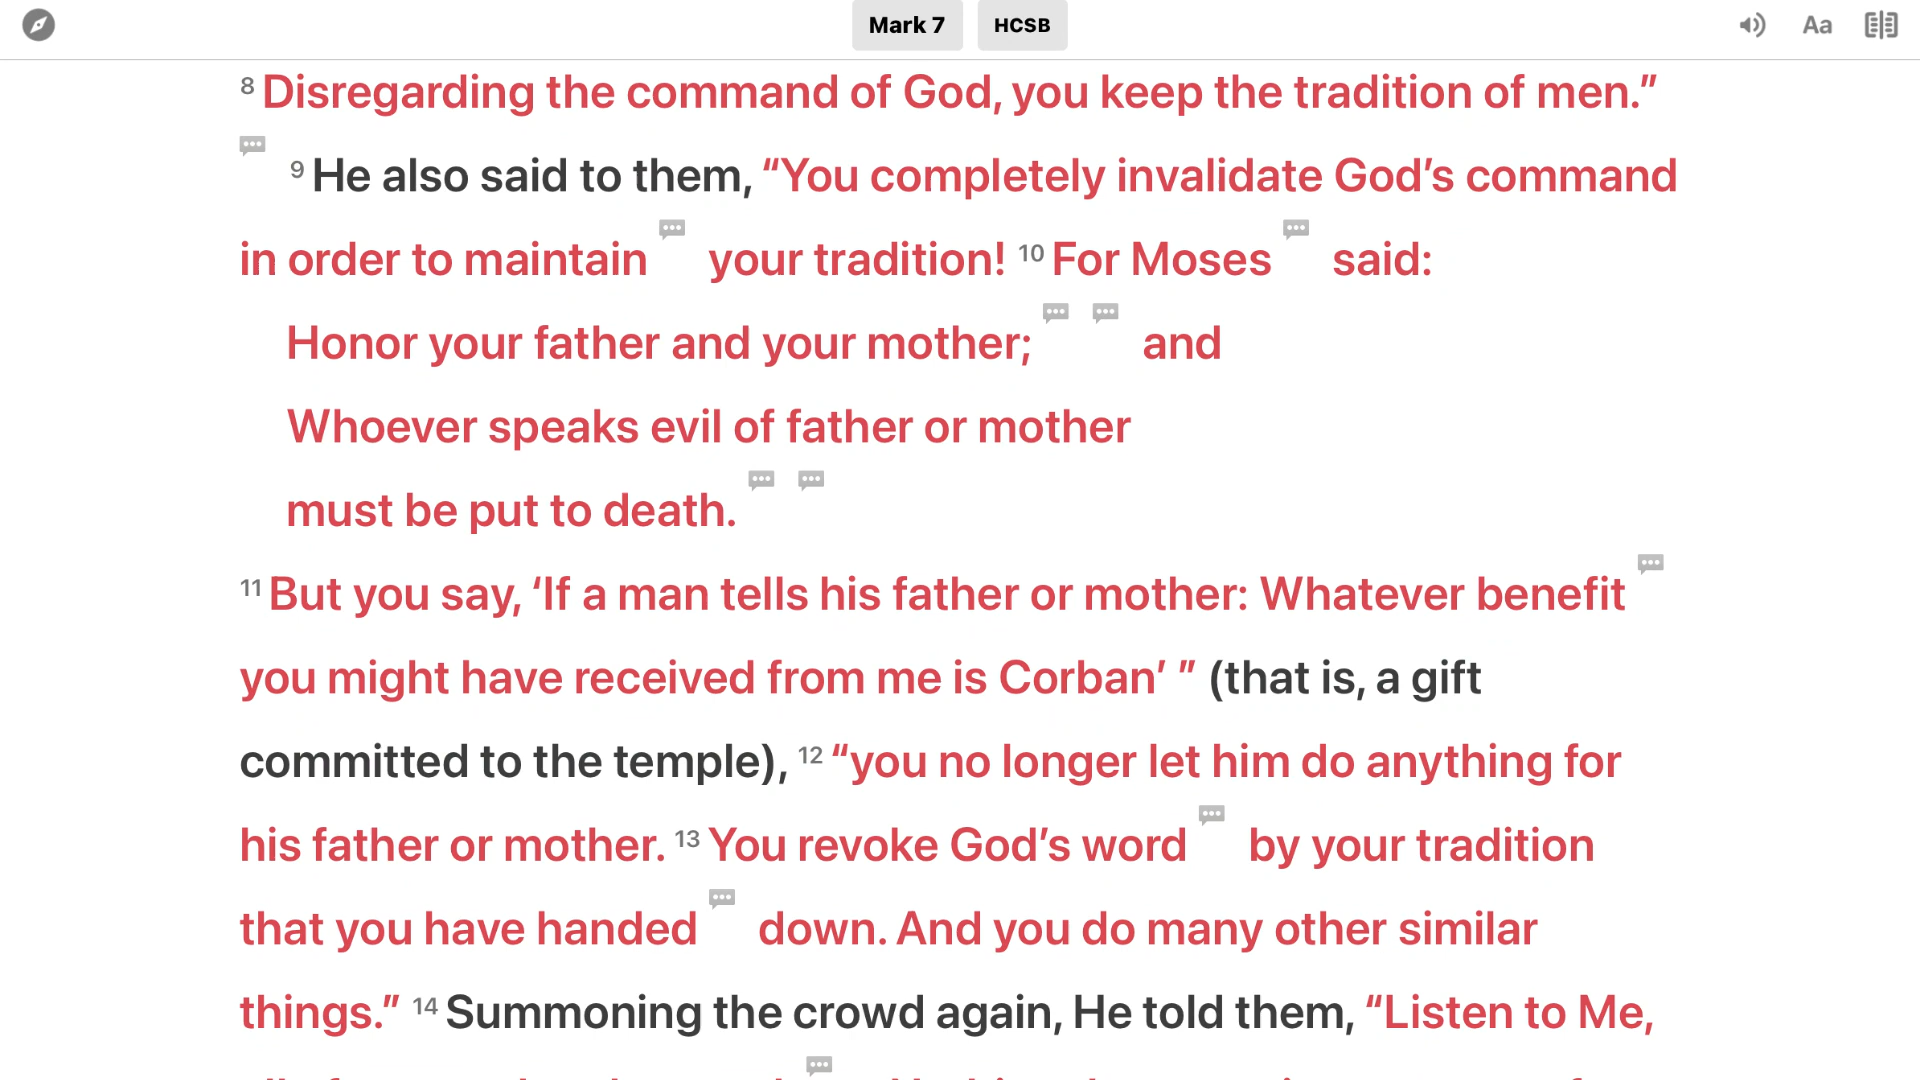 Mark 7 HCSB Aa
8 Disregarding the command of God, you keep the tradition of men.”
9 He also said to them, “You completely invalidate God’s command
in order to maintain your tradition! 10 For Moses said:
Honor your father and your mother; and
Whoever speaks evil of father or mother
must be put to death.
11 But you say, ‘If a man tells his father or mother: Whatever benefit
you might have received from me is Corban’ ” (that is, a gift
committed to the temple), 12 “you no longer let him do anything for
his father or mother. 13 You revoke God’s word by your tradition
that you have handed down. And you do many other similar
things.” 14 Summoning the crowd again, He told them, “Listen to Me,